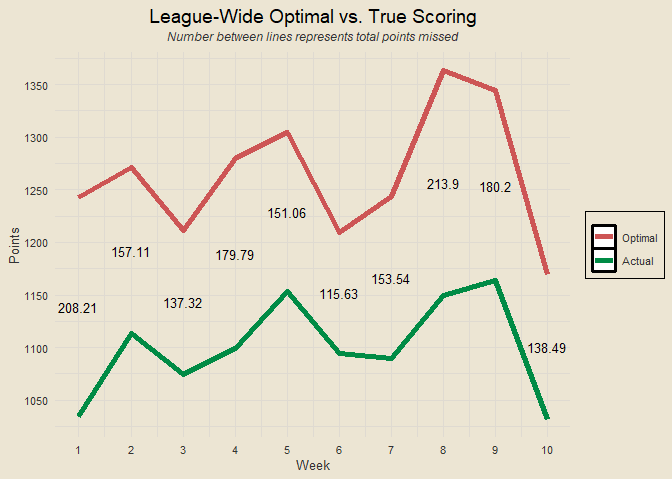 League-Wide Optimal vs. True Scoring
Number between lines represents total points missed
Points
1350
1300
1250
1200
1150
1100
1050
208.21
157.11
137.32
179.79
151.06
115.63
153.54
213.9
180.2
138.49
1 2 3 4 5 6 7 8 9 10
Week
Optimal
Actual